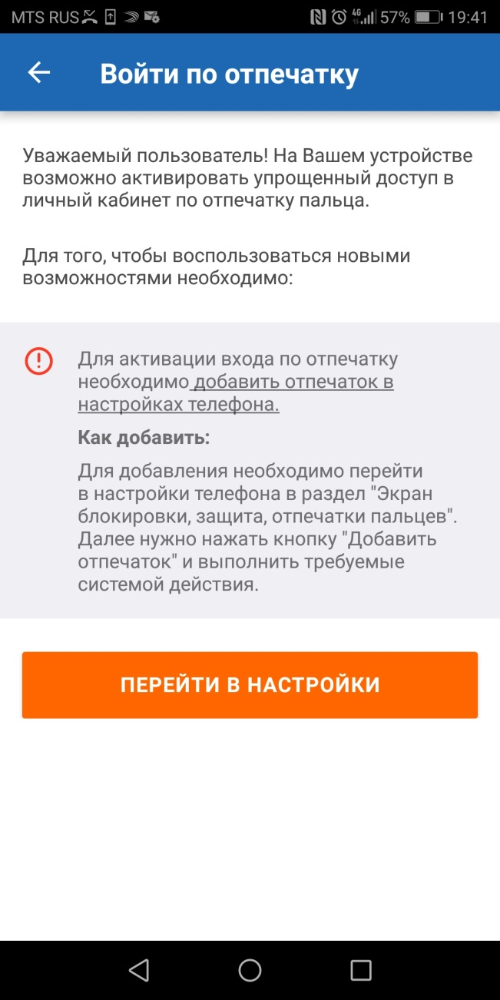 MTS RUS 4G 57% 19:41
Войти по отпечатку
Уважаемый пользователь! На Вашем устройстве
возможно активировать упрощенный доступ в
личный кабинет по отпечатку пальца.
Для того, чтобы воспользоваться новыми
возможностями необходимо:
Для активации входа по отпечатку
необходимо добавить отпечаток в
настройках телефона.
Как добавить:
Для добавления необходимо перейти
в настройки телефона в раздел "Экран
блокировки, защита, отпечатки пальцев".
Далее нужно нажать кнопку "Добавить
отпечаток" и выполнить требуемые
системой действия.
ПЕРЕЙТИ В НАСТРОЙКИ